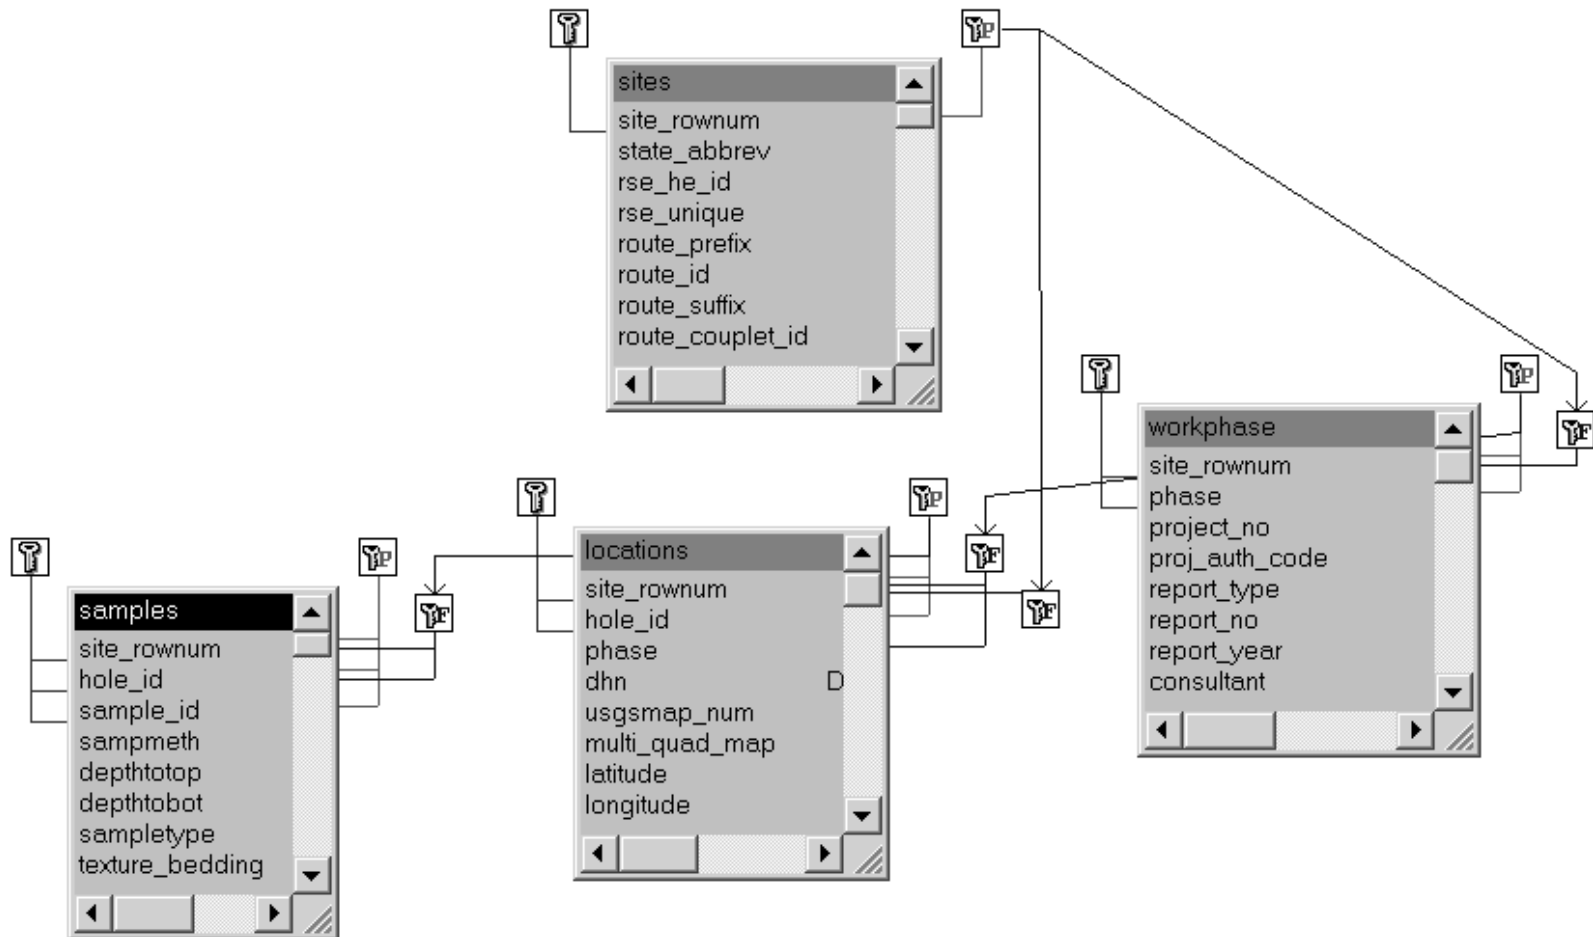 P
sites
site_rownum
state_abbrev
rse_he_id
rse_unique
route_prefix
route_id
route_suffix
route_couplet_id
P
workphase
F
site_rownum
phase
project_no
proj_auth_code
report_type
report_no
report_year
consultant
P
locations
F
site_rownum
hole_id
F
phase
dhn D
usgsmap_num
multi_quad_map
latitude
longitude
P
samples
F
site_rownum
hole_id
sample_id
sampmeth
depthtotop
depthtobot
sampletype
texture_bedding